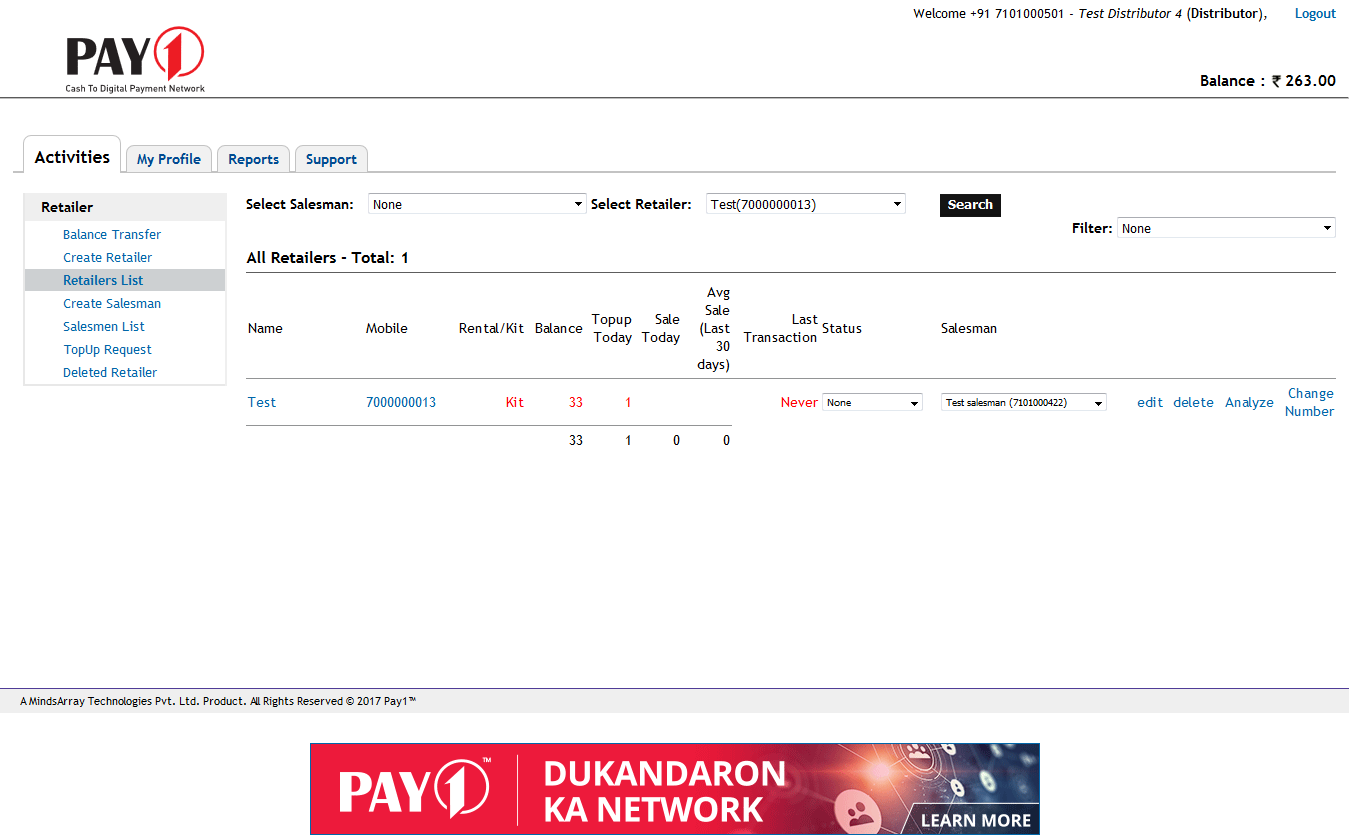 Welcome +91 7101000501 - Test Distributor 4 (Distributor), Logout
PAY1
Cash To Digital Payment Network
Balance : ₹ 263.00
Activities My Profile Reports Support
Retailer
Balance Transfer
Create Retailer
Retailers List
Create Salesman
Salesmen List
TopUp Request
Deleted Retailer
Select Salesman: None Select Retailer: Test(7000000013) Search
Filter: None
All Retailers - Total: 1
Name Mobile Rental/Kit Balance Topup Today Sale Today Avg Sale (Last 30 days) Last Transaction Status Salesman
Test 7000000013 Kit 33 1 Never None Test salesman (7101000422) edit delete Analyze Change Number
33 1 0 0
A MindsArray Technologies Pvt. Ltd. Product. All Rights Reserved © 2017 Pay1™
PAY1™
DUKANDARON
KA NETWORK
LEARN MORE